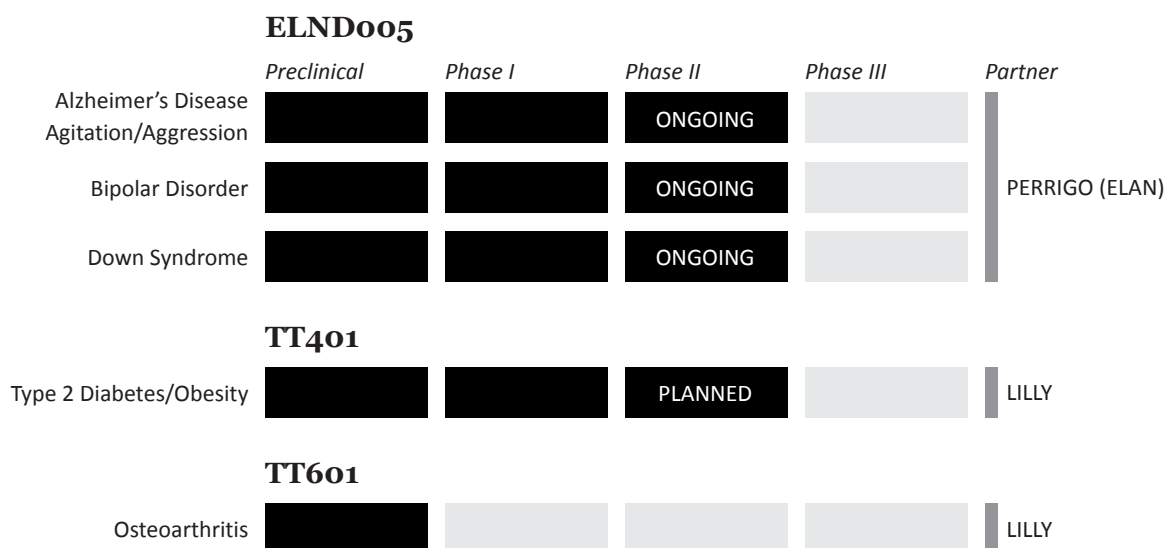 ELND005
Preclinical Phase I Phase II Phase III Partner
Alzheimer’s Disease
Agitation/Aggression
ONGOING
Bipolar Disorder
ONGOING
PERRIGO (ELAN)
Down Syndrome
ONGOING
TT401
Type 2 Diabetes/Obesity
PLANNED
LILLY
TT601
Osteoarthritis
LILLY